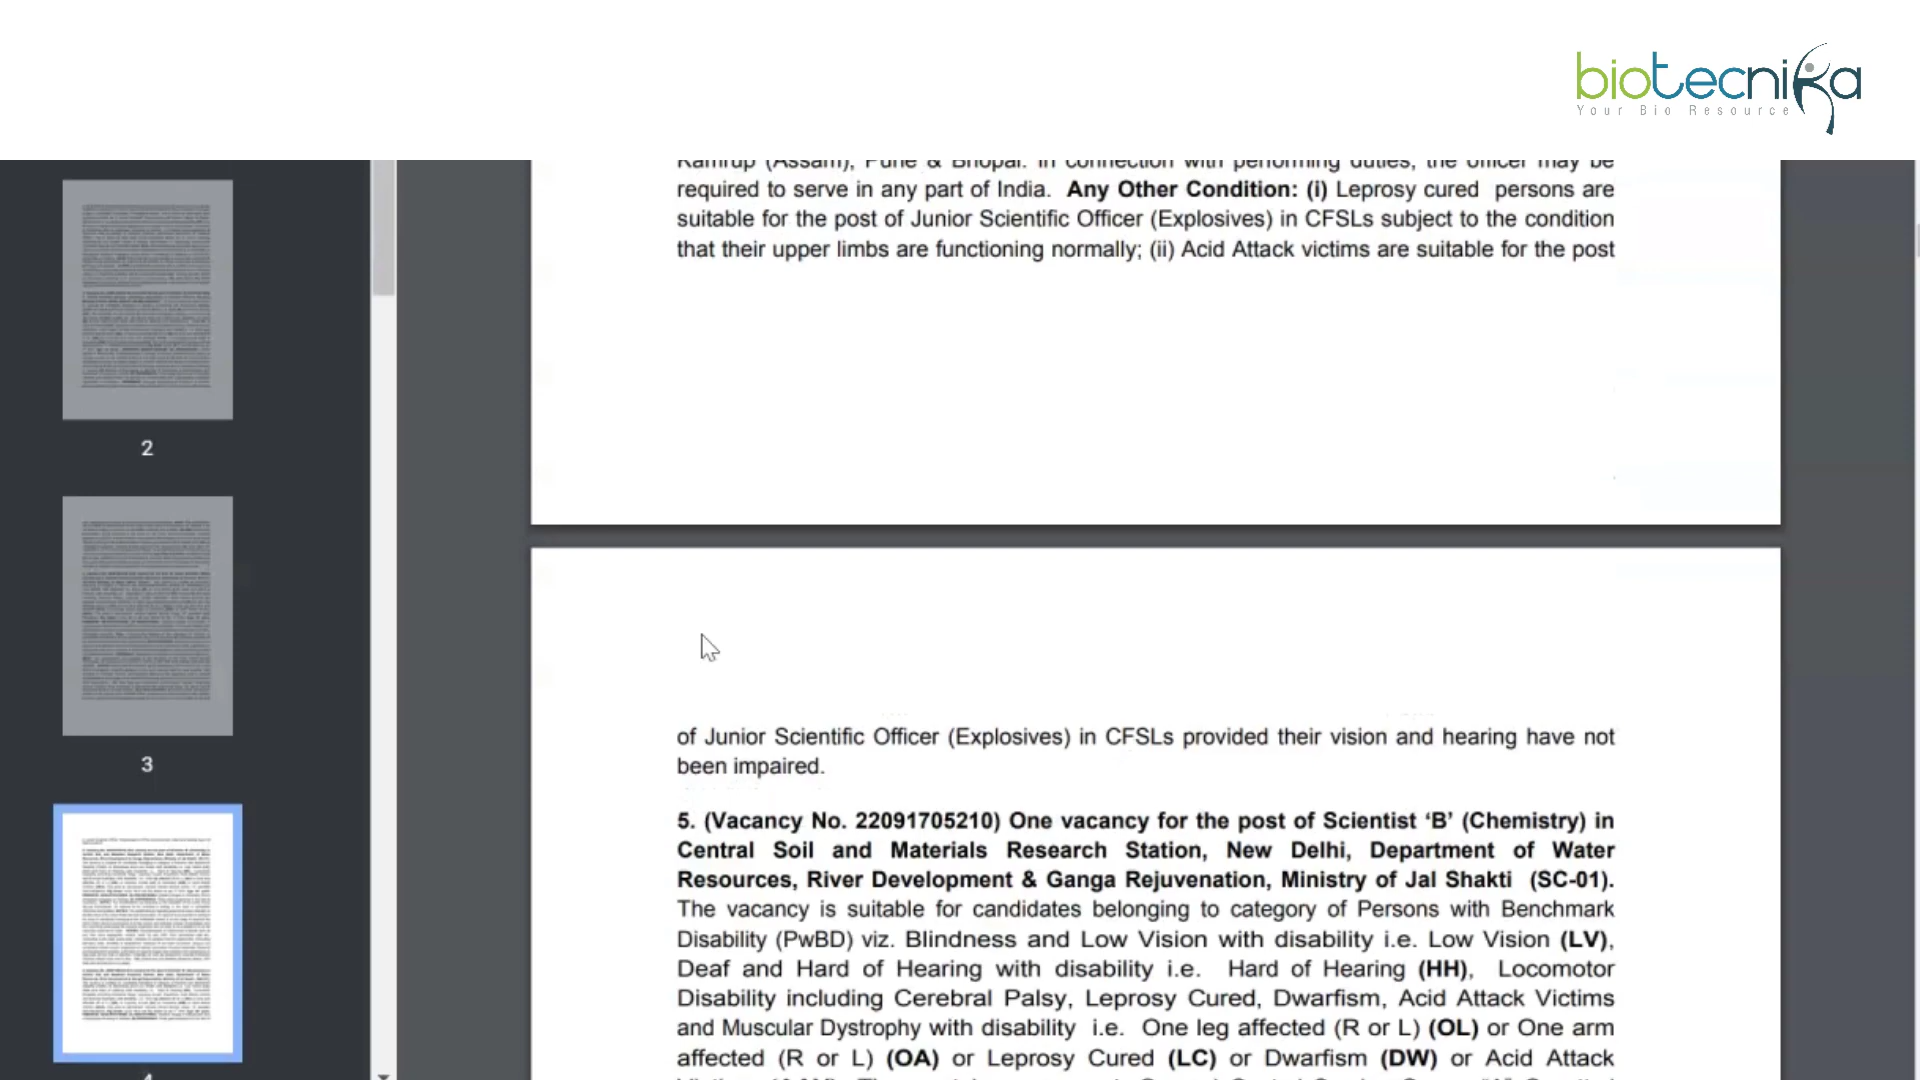 biotecnika
Your Bio Resource
Kamrup (Assam), Pune & Bhopal. In connection with performing duties, the officer may be
required to serve in any part of India. Any Other Condition: (i) Leprosy cured persons are
suitable for the post of Junior Scientific Officer (Explosives) in CFSLs subject to the condition
that their upper limbs are functioning normally; (ii) Acid Attack victims are suitable for the post
2
3
of Junior Scientific Officer (Explosives) in CFSLs provided their vision and hearing have not
been impaired.
5. (Vacancy No. 22091705210) One vacancy for the post of Scientist ‘B’ (Chemistry) in
Central Soil and Materials Research Station, New Delhi, Department of Water
Resources, River Development & Ganga Rejuvenation, Ministry of Jal Shakti (SC-01).
The vacancy is suitable for candidates belonging to category of Persons with Benchmark
Disability (PwBD) viz. Blindness and Low Vision with disability i.e. Low Vision (LV),
Deaf and Hard of Hearing with disability i.e. Hard of Hearing (HH), Locomotor
Disability including Cerebral Palsy, Leprosy Cured, Dwarfism, Acid Attack Victims
and Muscular Dystrophy with disability i.e. One leg affected (R or L) (OL) or One arm
affected (R or L) (OA) or Leprosy Cured (LC) or Dwarfism (DW) or Acid Attack